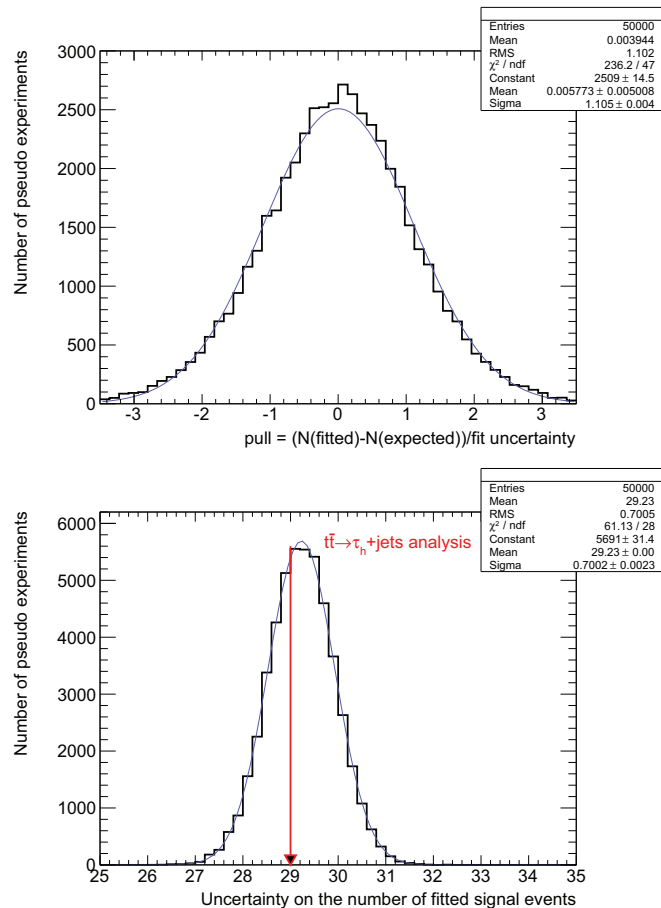 Entries 50000
Mean 0.003944
RMS 1.102
χ² / ndf 236.2 / 47
Constant 2509 ± 14.5
Mean 0.005773 ± 0.005008
Sigma 1.105 ± 0.004
3000
2500
2000
1500
1000
500
0
Number of pseudo experiments
-3 -2 -1 0 1 2 3
pull = (N(fitted)-N(expected))/fit uncertainty
Entries 50000
Mean 29.23
RMS 0.7005
χ² / ndf 61.13 / 28
Constant 5691 ± 31.4
Mean 29.23 ± 0.00
Sigma 0.7002 ± 0.0023
tt̄→τh+jets analysis
6000
5000
4000
3000
2000
1000
0
Number of pseudo experiments
25 26 27 28 29 30 31 32 33 34 35
Uncertainty on the number of fitted signal events